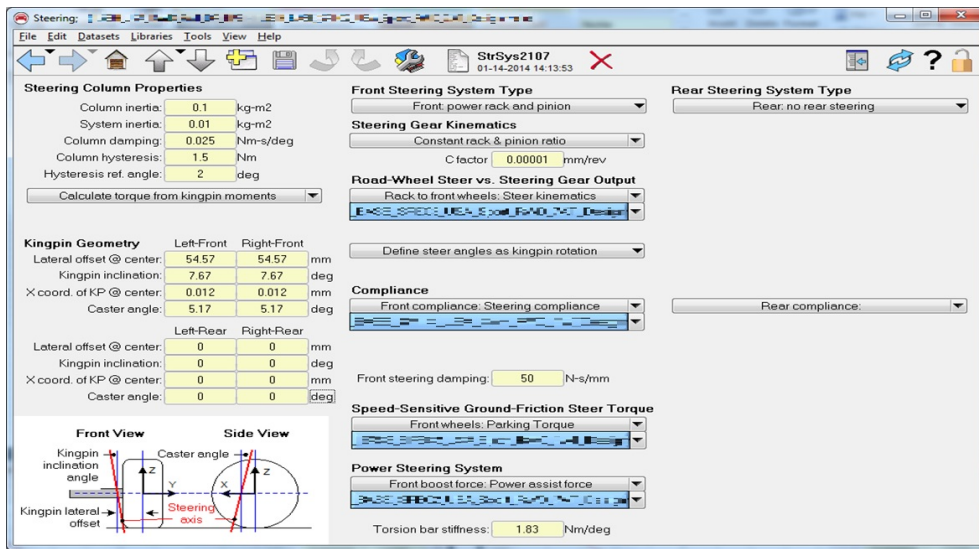 Steering:
File Edit Datasets Libraries Tools View Help
StrSys2107
01-14-2014 14:13:53
Steering Column Properties
Column inertia: 0.1 kg-m2
System inertia: 0.01 kg-m2
Column damping: 0.025 Nm-s/deg
Column hysteresis: 1.5 Nm
Hysteresis ref. angle: 2 deg
Calculate torque from kingpin moments
Kingpin Geometry Left-Front Right-Front
Lateral offset @ center: 54.57 54.57 mm
Kingpin inclination: 7.67 7.67 deg
X coord. of KP @ center: 0.012 0.012 mm
Caster angle: 5.17 5.17 deg
Left-Rear Right-Rear
Lateral offset @ center: 0 0 mm
Kingpin inclination: 0 0 deg
X coord. of KP @ center: 0 0 mm
Caster angle: 0 0 deg
Front View Side View
Kingpin inclination angle
Caster angle
Z
Z
Y
X
Kingpin lateral offset
Steering axis
Front Steering System Type
Front: power rack and pinion
Steering Gear Kinematics
Constant rack & pinion ratio
C factor 0.00001 mm/rev
Road-Wheel Steer vs. Steering Gear Output
Rack to front wheels: Steer kinematics
Define steer angles as kingpin rotation
Compliance
Front compliance: Steering compliance
Front steering damping: 50 N-s/mm
Speed-Sensitive Ground-Friction Steer Torque
Front wheels: Parking Torque
Power Steering System
Front boost force: Power assist force
Torsion bar stiffness: 1.83 Nm/deg
Rear Steering System Type
Rear: no rear steering
Rear compliance: